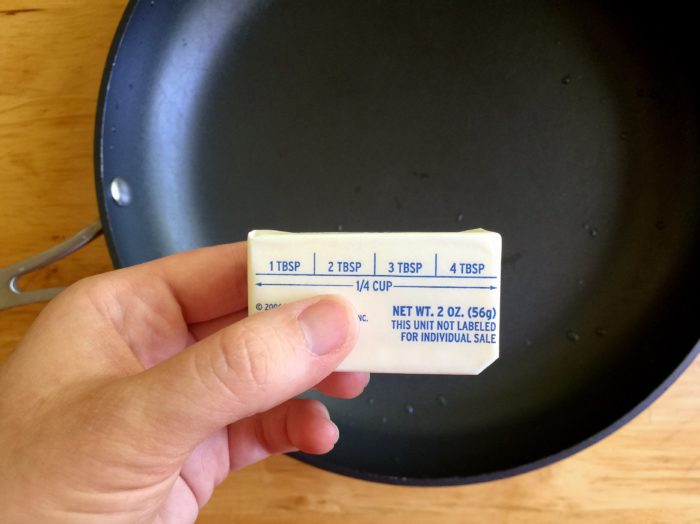 1 TBSP 2 TBSP 3 TBSP 4 TBSP
1/4 CUP
© INC.
NET WT. 2 OZ. (56g)
THIS UNIT NOT LABELED
FOR INDIVIDUAL SALE